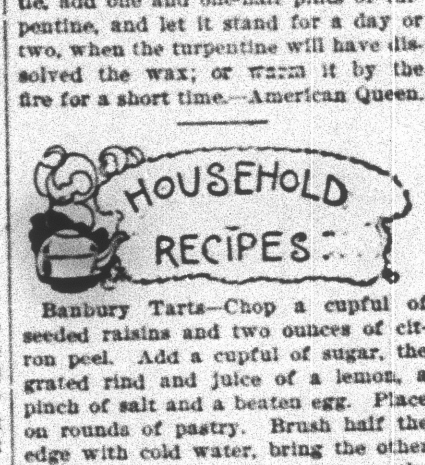 tle, add one and one-half pints of tur-
pentine, and let it stand for a day or
two, when the turpentine will have dis-
solved the wax; or warm it by the
fire for a short time.—American Queen.
HOUSEHOLD
RECIPES
Banbury Tarts—Chop a cupful of
seeded raisins and two ounces of cit-
ron peel. Add a cupful of sugar, the
grated rind and juice of a lemon, a
pinch of salt and a beaten egg. Place
on rounds of pastry. Brush half the
edge with cold water, bring the other